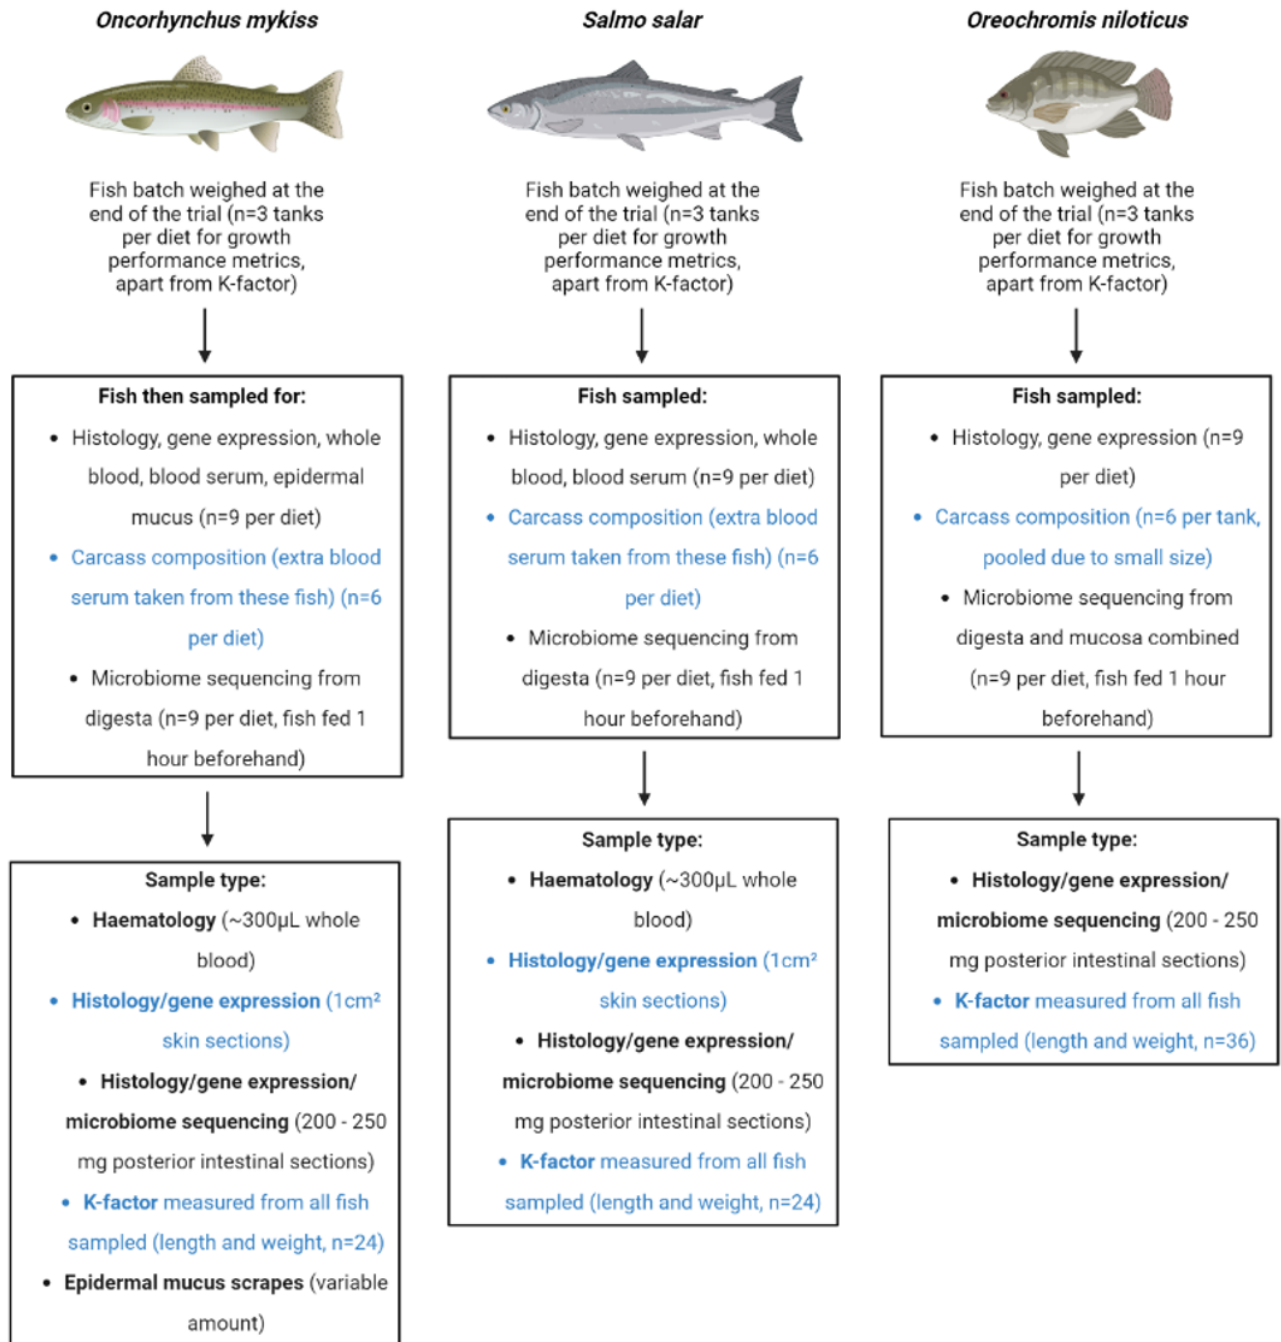 Oncorhynchus mykiss
Fish batch weighed at the
end of the trial (n=3 tanks
per diet for growth
performance metrics,
apart from K-factor)
Fish then sampled for:
• Histology, gene expression, whole
blood, blood serum, epidermal
mucus (n=9 per diet)
• Carcass composition (extra blood
serum taken from these fish) (n=6
per diet)
• Microbiome sequencing from
digesta (n=9 per diet, fish fed 1
hour beforehand)
Sample type:
• Haematology (~300µL whole
blood)
• Histology/gene expression (1cm²
skin sections)
• Histology/gene expression/
microbiome sequencing (200 - 250
mg posterior intestinal sections)
• K-factor measured from all fish
sampled (length and weight, n=24)
• Epidermal mucus scrapes (variable
amount)
Salmo salar
Fish batch weighed at the
end of the trial (n=3 tanks
per diet for growth
performance metrics,
apart from K-factor)
Fish sampled:
• Histology, gene expression, whole
blood, blood serum (n=9 per diet)
• Carcass composition (extra blood
serum taken from these fish) (n=6
per diet)
• Microbiome sequencing from
digesta (n=9 per diet, fish fed 1
hour beforehand)
Sample type:
• Haematology (~300µL whole
blood)
• Histology/gene expression (1cm²
skin sections)
• Histology/gene expression/
microbiome sequencing (200 - 250
mg posterior intestinal sections)
• K-factor measured from all fish
sampled (length and weight, n=24)
Oreochromis niloticus
Fish batch weighed at the
end of the trial (n=3 tanks
per diet for growth
performance metrics,
apart from K-factor)
Fish sampled:
• Histology, gene expression (n=9
per diet)
• Carcass composition (n=6 per tank,
pooled due to small size)
• Microbiome sequencing from
digesta and mucosa combined
(n=9 per diet, fish fed 1 hour
beforehand)
Sample type:
• Histology/gene expression/
microbiome sequencing (200 - 250
mg posterior intestinal sections)
• K-factor measured from all fish
sampled (length and weight, n=36)